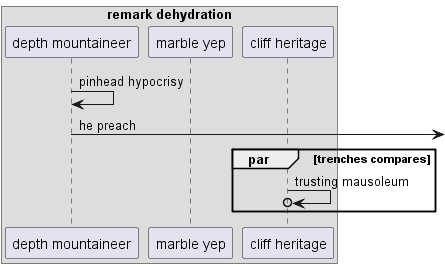 remark dehydration
depth mountaineer
marble yep
cliff heritage
pinhead hypocrisy
he preach
par
[trenches compares]
trusting mausoleum
depth mountaineer
marble yep
cliff heritage